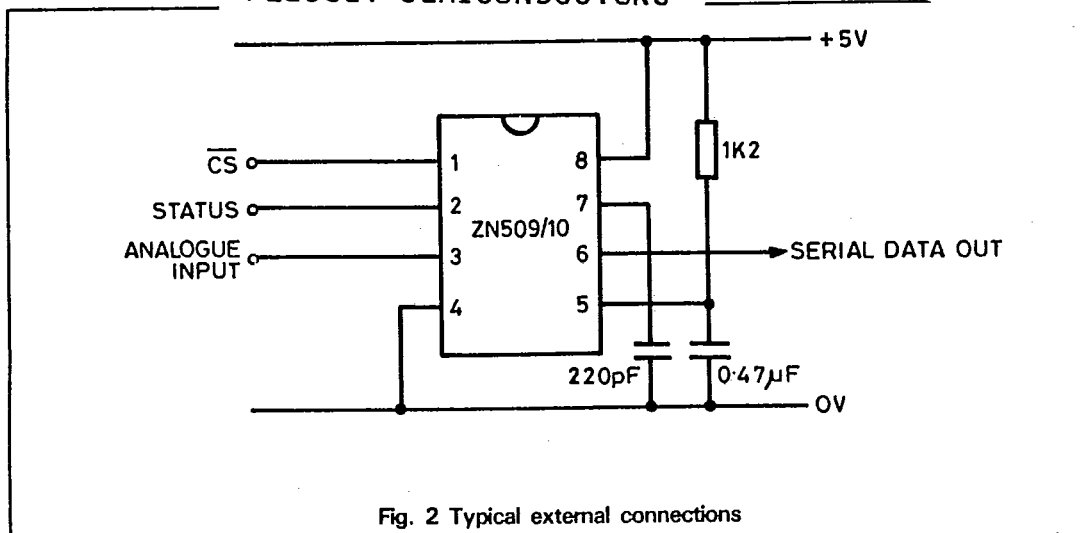 +5V
CS
1
8
1K2
STATUS
2
7
ZN509/10
ANALOGUE
INPUT
3
6
SERIAL DATA OUT
4
5
220pF
0·47μF
0V
Fig. 2 Typical external connections